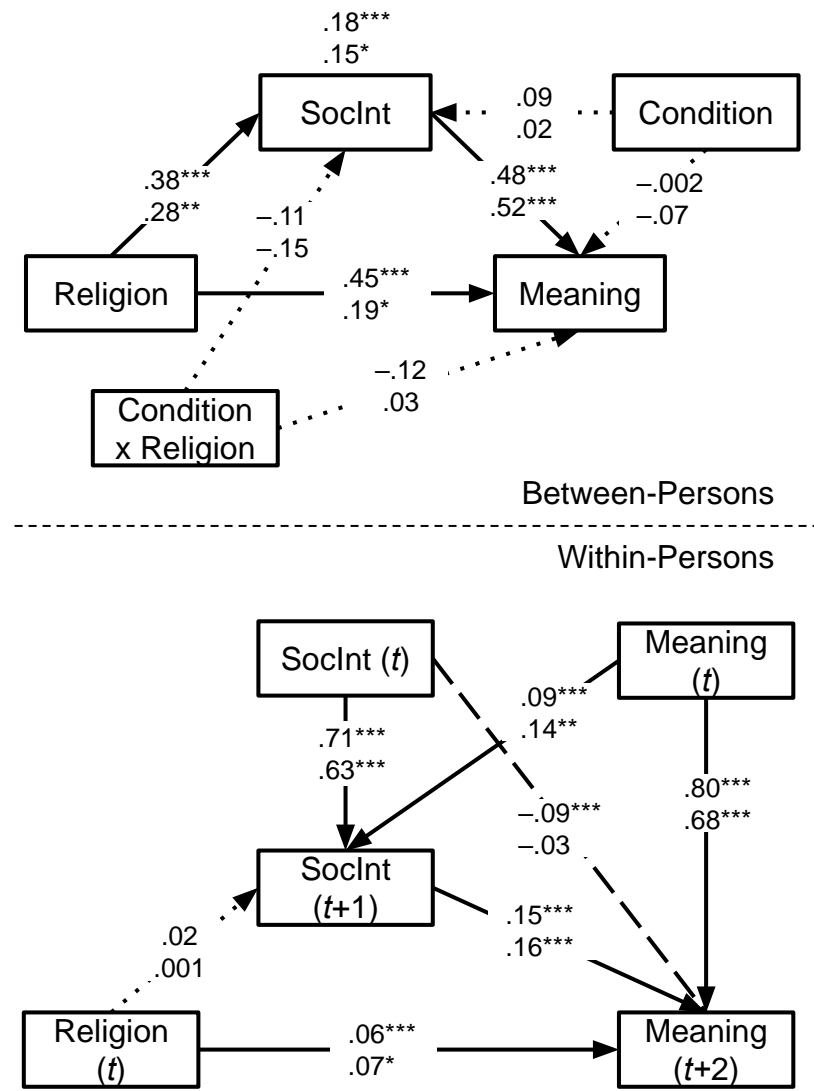 .18***
.15*
SocInt
.09
.02
Condition
.38***
.28**
–.11
–.15
.48***
.52***
–.002
–.07
Religion
.45***
.19*
Meaning
–.12
.03
Condition
x Religion
Between-Persons
Within-Persons
SocInt (t)
Meaning
(t)
.71***
.63***
.09***
.14**
–.09***
–.03
.80***
.68***
SocInt
(t+1)
.02
.001
.15***
.16***
Religion
(t)
.06***
.07*
Meaning
(t+2)